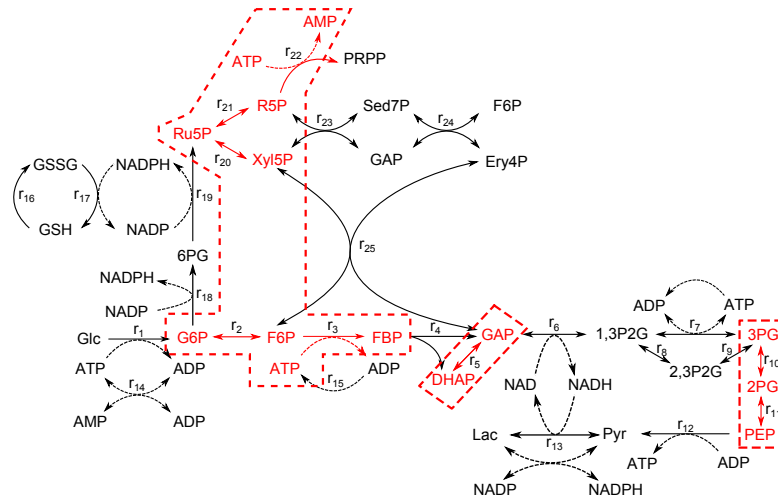 AMP
ATP r22 PRPP
r21 R5P Sed7P F6P
Ru5P r23 r24
r20 Xyl5P GAP Ery4P
GSSG NADPH
r16 r17 r19
GSH NADP
6PG r25
NADPH
NADP r18
Glc r1 G6P r2 F6P r3 FBP r4 GAP r6 1,3P2G ADP r7 ATP 3PG
r8 2,3P2G r9 r10
ATP ADP ATP r15 ADP DHAP r5 NAD NADH 2PG
r14 r11
AMP ADP Lac r13 Pyr r12 PEP
ATP ADP
NADP NADPH